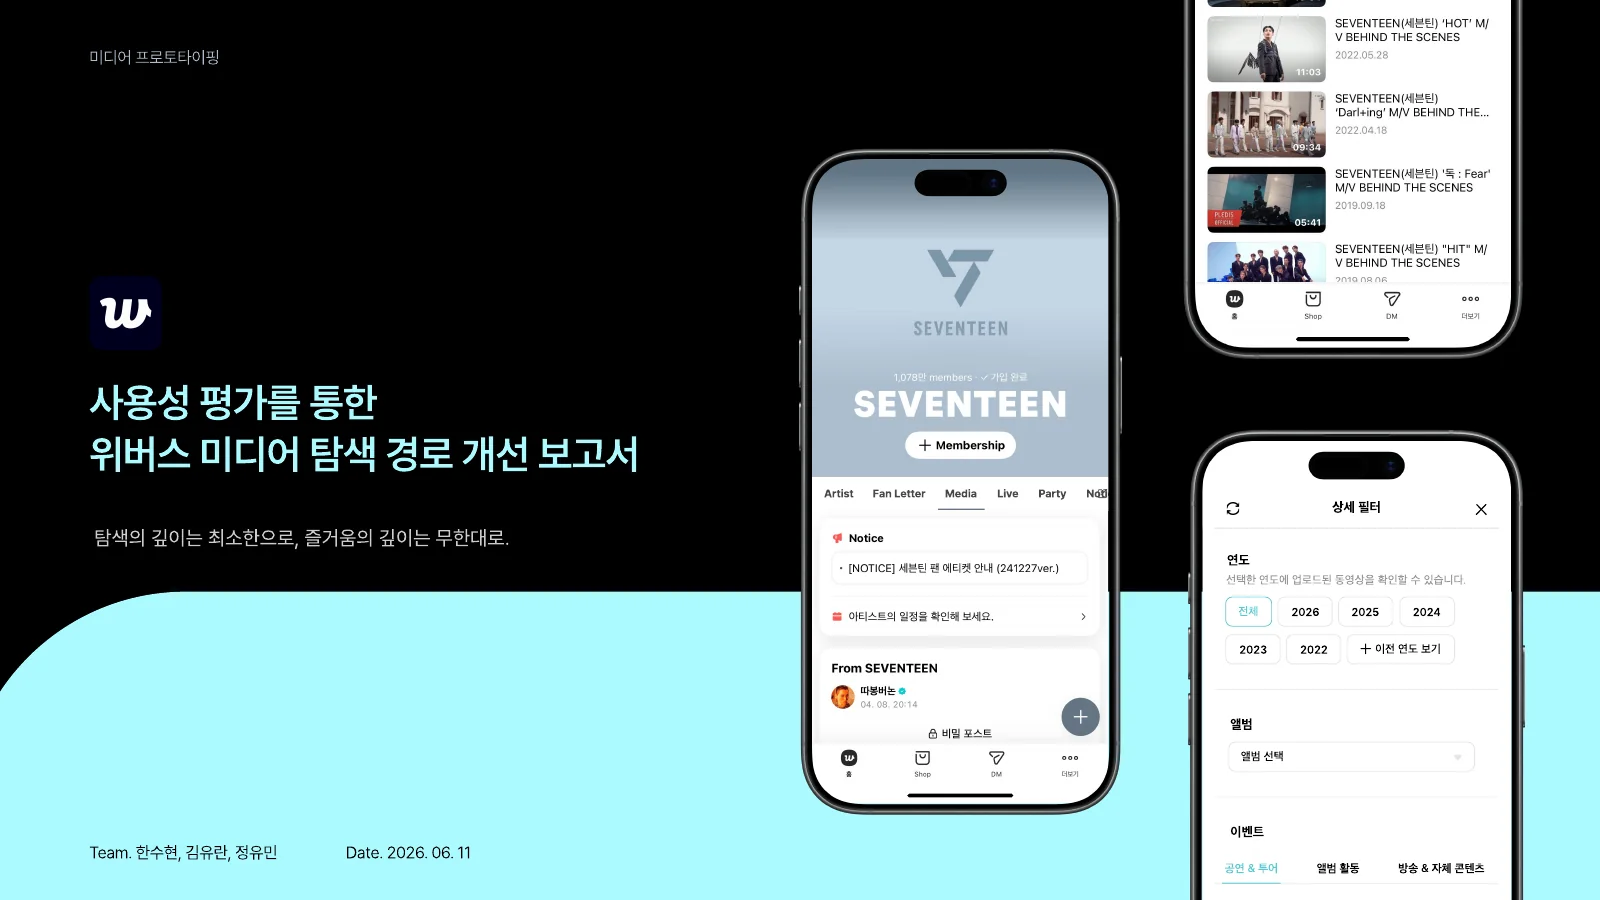 미디어 프로토타이핑
w
사용성 평가를 통한
위버스 미디어 탐색 경로 개선 보고서
탐색의 깊이는 최소한으로, 즐거움의 깊이는 무한대로.
Team. 한수현, 김유란, 정유민
Date. 2026. 06. 11
SEVENTEEN
1,078만 members · ✓ 가입 완료
SEVENTEEN
+ Membership
Artist Fan Letter Media Live Party
Notice
• [NOTICE] 세븐틴 팬 에티켓 안내 (241227ver.)
아티스트의 일정을 확인해 보세요. >
From SEVENTEEN
따봉버논
04. 08. 20:14
비밀 포스트
홈 Shop DM 더보기
SEVENTEEN(세븐틴) ‘HOT’ M/
V BEHIND THE SCENES
2022.05.28
11:03
SEVENTEEN(세븐틴)
‘Darl+ing’ M/V BEHIND THE...
2022.04.18
09:34
SEVENTEEN(세븐틴) '독 : Fear'
M/V BEHIND THE SCENES
2019.09.18
PLEDIS
OFFICIAL
05:41
SEVENTEEN(세븐틴) "HIT" M/
V BEHIND THE SCENES
2019.08.06
홈 Shop DM 더보기
상세 필터
연도
선택한 연도에 업로드된 동영상을 확인할 수 있습니다.
전체 2026 2025 2024
2023 2022 + 이전 연도 보기
앨범
앨범 선택
이벤트
공연 & 투어 앨범 활동 방송 & 자체 콘텐츠